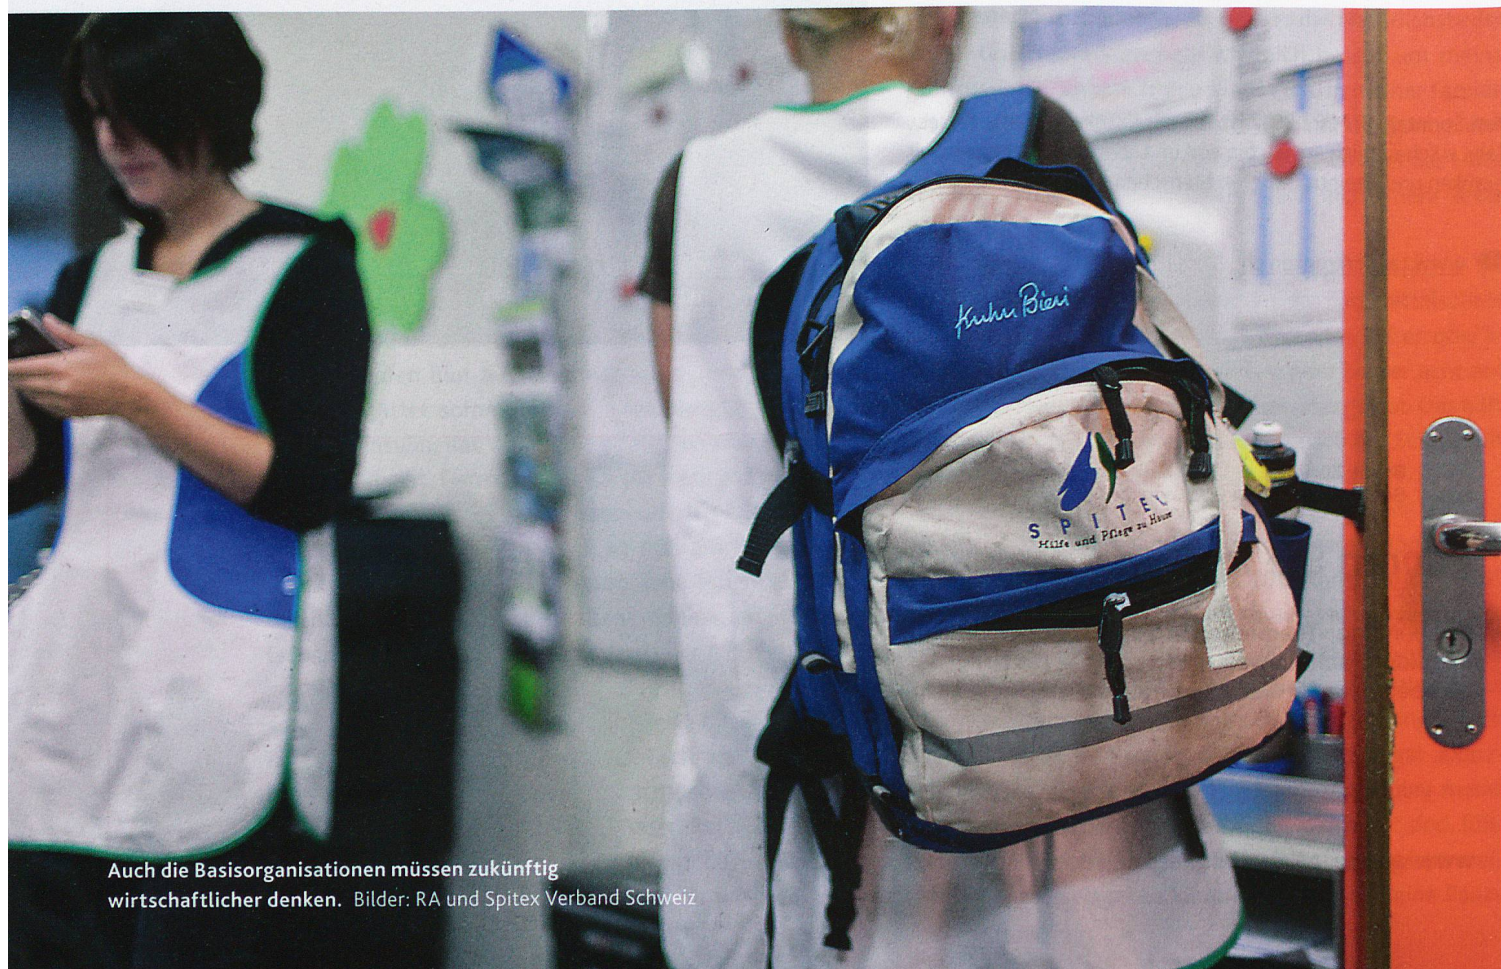 Kuhn Bieri
SPITEX
Hilfe und Pflege zu Hause
Auch die Basisorganisationen müssen zukünftig
wirtschaftlicher denken. Bilder: RA und Spitex Verband Schweiz